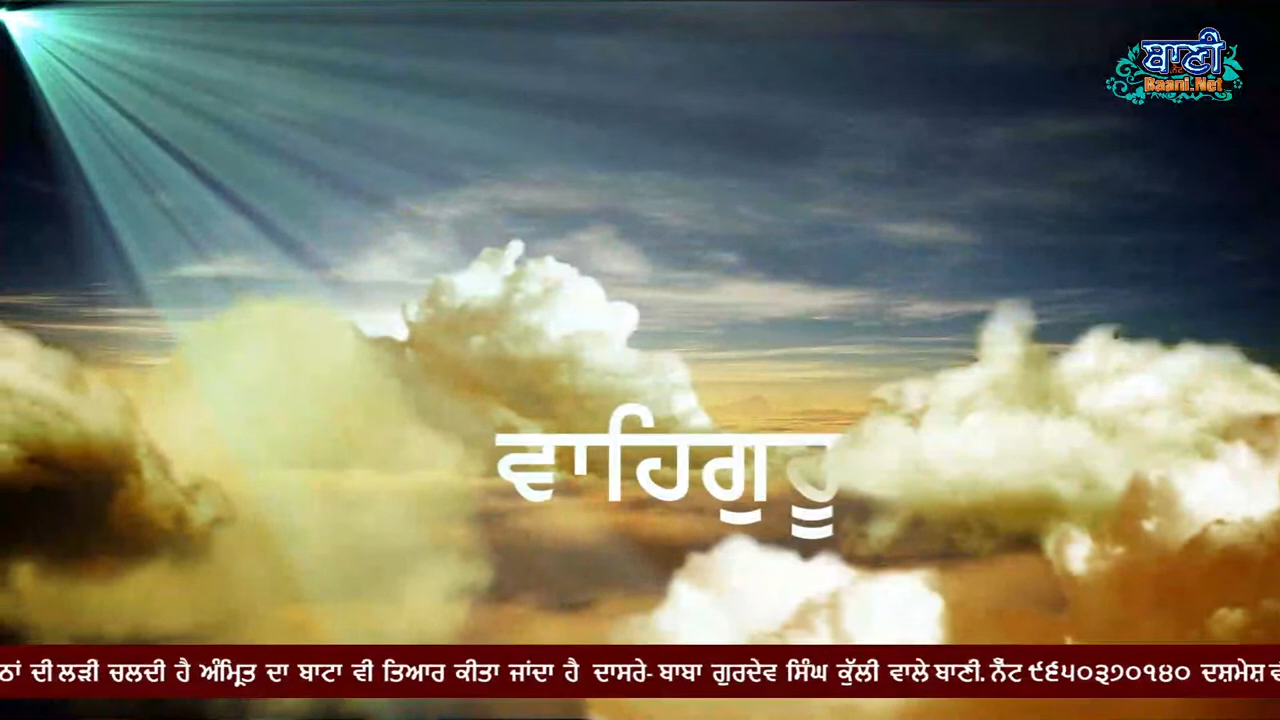 ਬਾਣੀ
Baani.Net
ਵਾਹਿਗੁਰੂ
ਠਾਂ ਦੀ ਲੜੀ ਚਲਦੀ ਹੈ ਅੰਮ੍ਰਿਤ ਦਾ ਬਾਟਾ ਵੀ ਤਿਆਰ ਕੀਤਾ ਜਾਂਦਾ ਹੈ ਦਾਸਰੇ- ਬਾਬਾ ਗੁਰਦੇਵ ਸਿੰਘ ਕੁੱਲੀ ਵਾਲੇ ਬਾਣੀ. ਨੈੱਟ ੯੬੫੦੩੭੦੧੪੦ ਦਸ਼ਮੇਸ਼